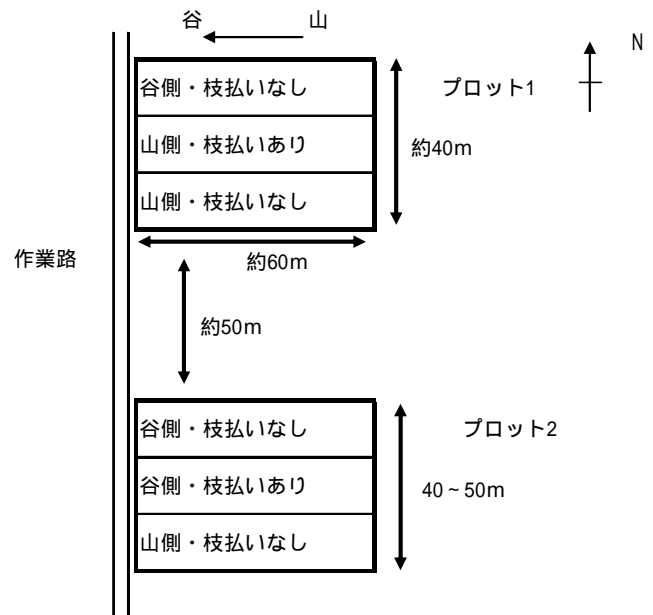 谷 山
N
谷側・枝払いなし
プロット1
山側・枝払いあり
約40m
山側・枝払いなし
作業路
約60m
約50m
谷側・枝払いなし
プロット2
谷側・枝払いあり
40~50m
山側・枝払いなし